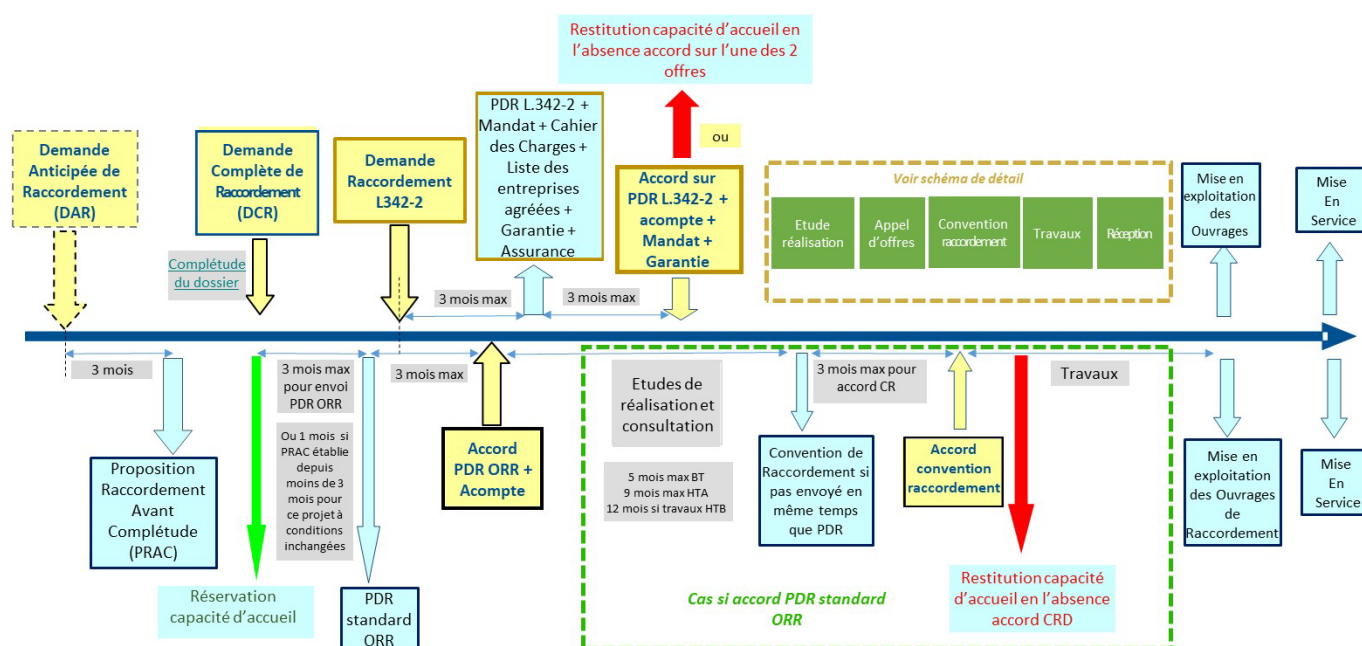 Restitution capacité d'accueil en
l'absence accord sur l'une des 2
offres
Demande
Anticipée de
Raccordement
(DAR)
Demande
Complète de
Raccordement
(DCR)
Complétude
du dossier
Demande
Raccordement
L342-2
PDR L.342-2 +
Mandat + Cahier
des Charges +
Liste des
entreprises
agréées +
Garantie +
Assurance
ou
Accord sur
PDR L.342-2 +
acompte +
Mandat +
Garantie
Voir schéma de détail
Etude
réalisation
Appel
d'offres
Convention
raccordement
Travaux
Réception
Mise en
exploitation
des
Ouvrages
Mise
En
Service
3 mois max
3 mois max
3 mois
3 mois max
pour envoi
PDR ORR
Ou 1 mois si
PRAC établie
depuis
moins de 3
mois pour
ce projet à
conditions
inchangées
3 mois max
Etudes de
réalisation et
consultation
5 mois max BT
9 mois max HTA
12 mois si travaux HTB
3 mois max pour
accord CR
Travaux
Proposition
Raccordement
Avant
Complétude
(PRAC)
Réservation
capacité d'accueil
PDR
standard
ORR
Accord
PDR ORR +
Acompte
Convention de
Raccordement si
pas envoyé en
même temps
que PDR
Accord
convention
raccordement
Cas si accord PDR standard
ORR
Restitution capacité
d'accueil en l'absence
accord CRD
Mise en
exploitation
des Ouvrages
de
Raccordement
Mise
En
Service